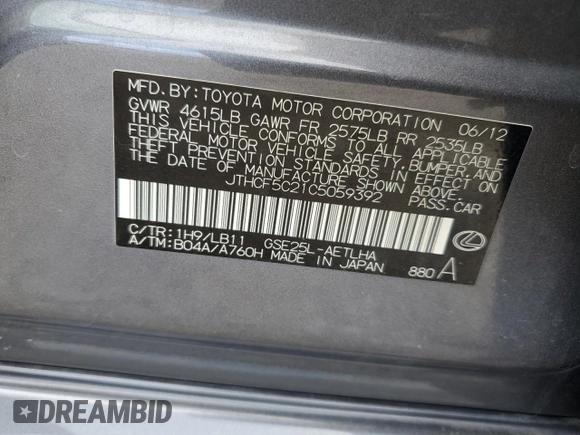 MFD. BY: TOYOTA MOTOR CORPORATION 06/12
GVWR 4615LB GAWR FR 2575LB RR 2535LB
THIS VEHICLE CONFORMS TO ALL APPLICABLE
FEDERAL MOTOR VEHICLE SAFETY, BUMPER, AND
THEFT PREVENTION STANDARDS IN EFFECT ON
THE DATE OF MANUFACTURE SHOWN ABOVE.
JTHCF5C21C5059392 PASS.CAR
C/TR: 1H9/LB11 GSE25L-AETLHA
A/TM: B04A/A760H MADE IN JAPAN 880 A
DREAMBID